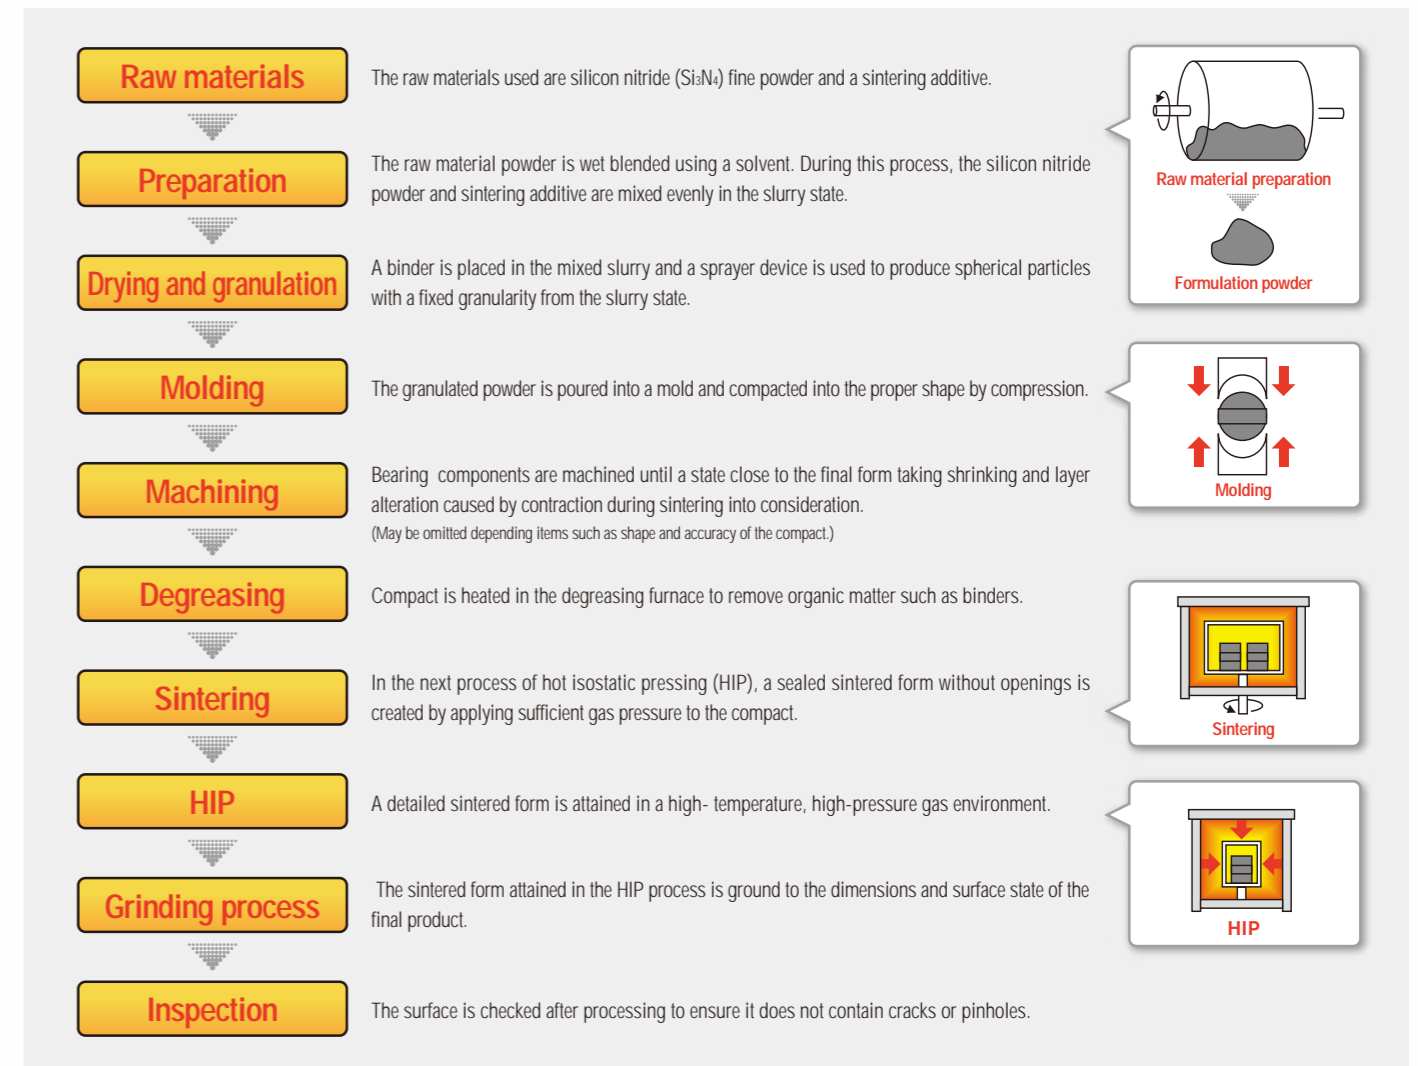 Raw materials
The raw materials used are silicon nitride (Si3N4) fine powder and a sintering additive.
Preparation
The raw material powder is wet blended using a solvent. During this process, the silicon nitride
powder and sintering additive are mixed evenly in the slurry state.
Raw material preparation
Formulation powder
Drying and granulation
A binder is placed in the mixed slurry and a sprayer device is used to produce spherical particles
with a fixed granularity from the slurry state.
Molding
The granulated powder is poured into a mold and compacted into the proper shape by compression.
Molding
Machining
Bearing components are machined until a state close to the final form taking shrinking and layer
alteration caused by contraction during sintering into consideration.
(May be omitted depending items such as shape and accuracy of the compact.)
Degreasing
Compact is heated in the degreasing furnace to remove organic matter such as binders.
Sintering
In the next process of hot isostatic pressing (HIP), a sealed sintered form without openings is
created by applying sufficient gas pressure to the compact.
Sintering
HIP
A detailed sintered form is attained in a high- temperature, high-pressure gas environment.
HIP
Grinding process
The sintered form attained in the HIP process is ground to the dimensions and surface state of the
final product.
Inspection
The surface is checked after processing to ensure it does not contain cracks or pinholes.